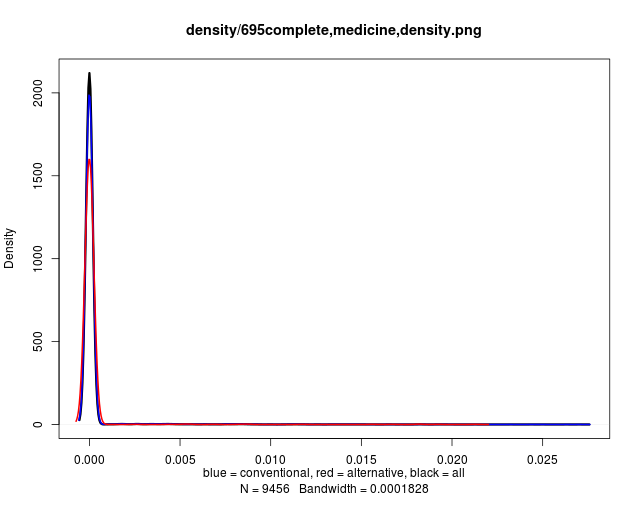 density/695complete,medicine,density.png
Density
2000
1500
1000
500
0
0.000 0.005 0.010 0.015 0.020 0.025
blue = conventional, red = alternative, black = all
N = 9456 Bandwidth = 0.0001828